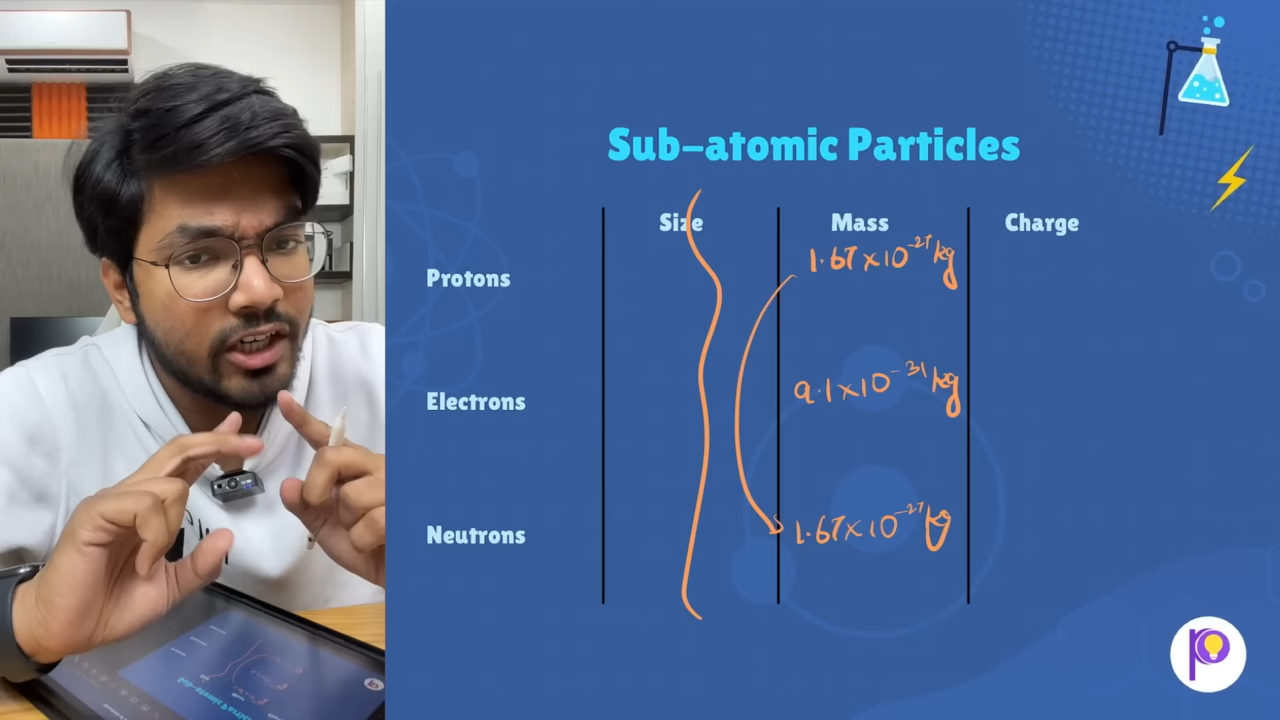 Sub-atomic Particles
Size Mass Charge
Protons 1.67×10⁻²⁷ kg
Electrons 9.1×10⁻³¹ kg
Neutrons 1.67×10⁻²⁷ kg